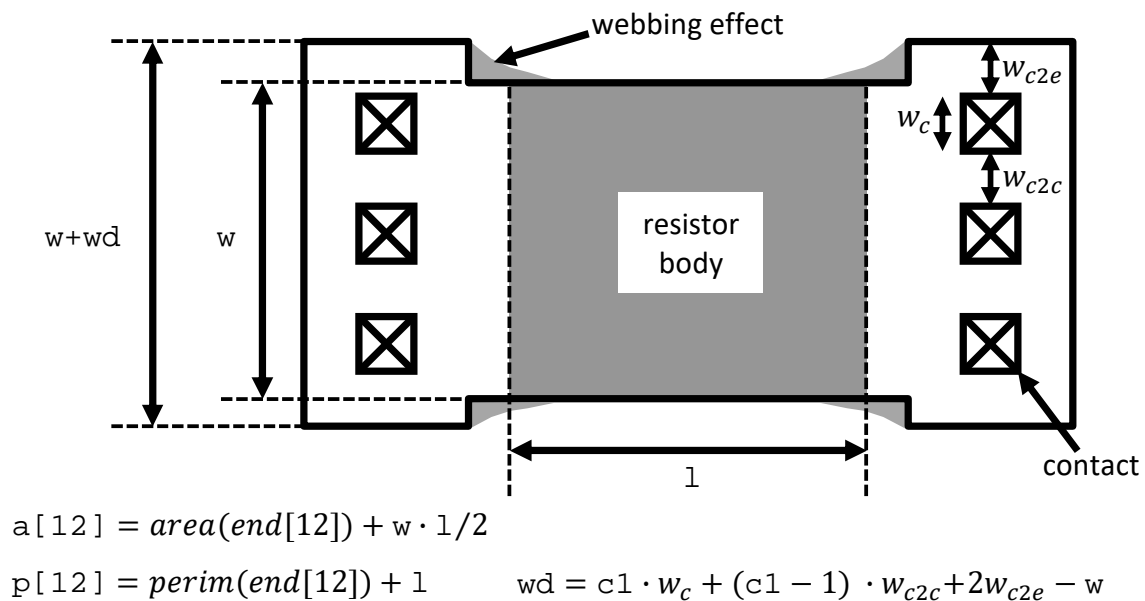 webbing effect
w_{c2e}
w_c
w_{c2c}
w+wd
w
resistor
body
l
contact
a[12] = area(end[12]) + w · l/2
p[12] = perim(end[12]) + l
wd = c1 · w_c + (c1 − 1) · w_{c2c}+2w_{c2e} − w